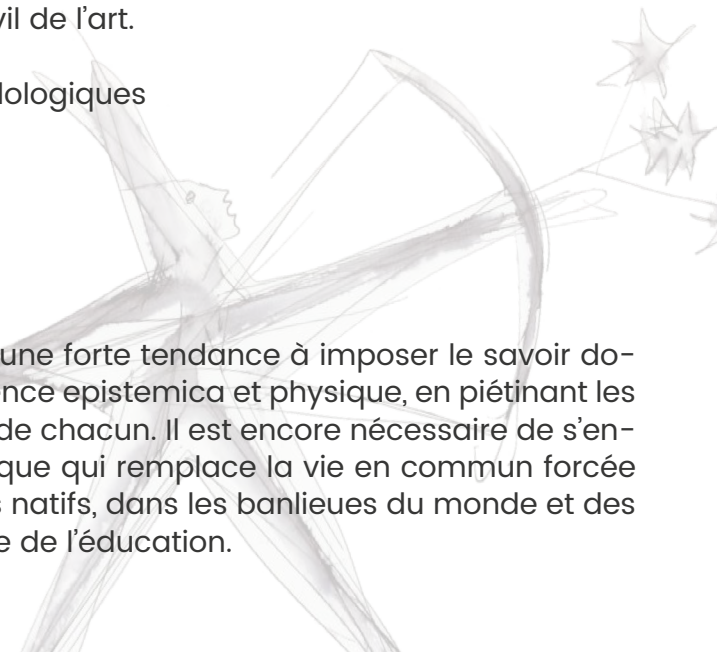 vil de l’art.
lologiques
une forte tendance à imposer le savoir do-
nce epistemica et physique, en piétinant les
de chacun. Il est encore nécessaire de s’en-
que qui remplace la vie en commun forcée
s natifs, dans les banlieues du monde et des
e de l’éducation.